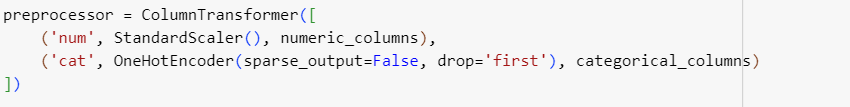 preprocessor = ColumnTransformer([
    ('num', StandardScaler(), numeric_columns),
    ('cat', OneHotEncoder(sparse_output=False, drop='first'), categorical_columns)
])